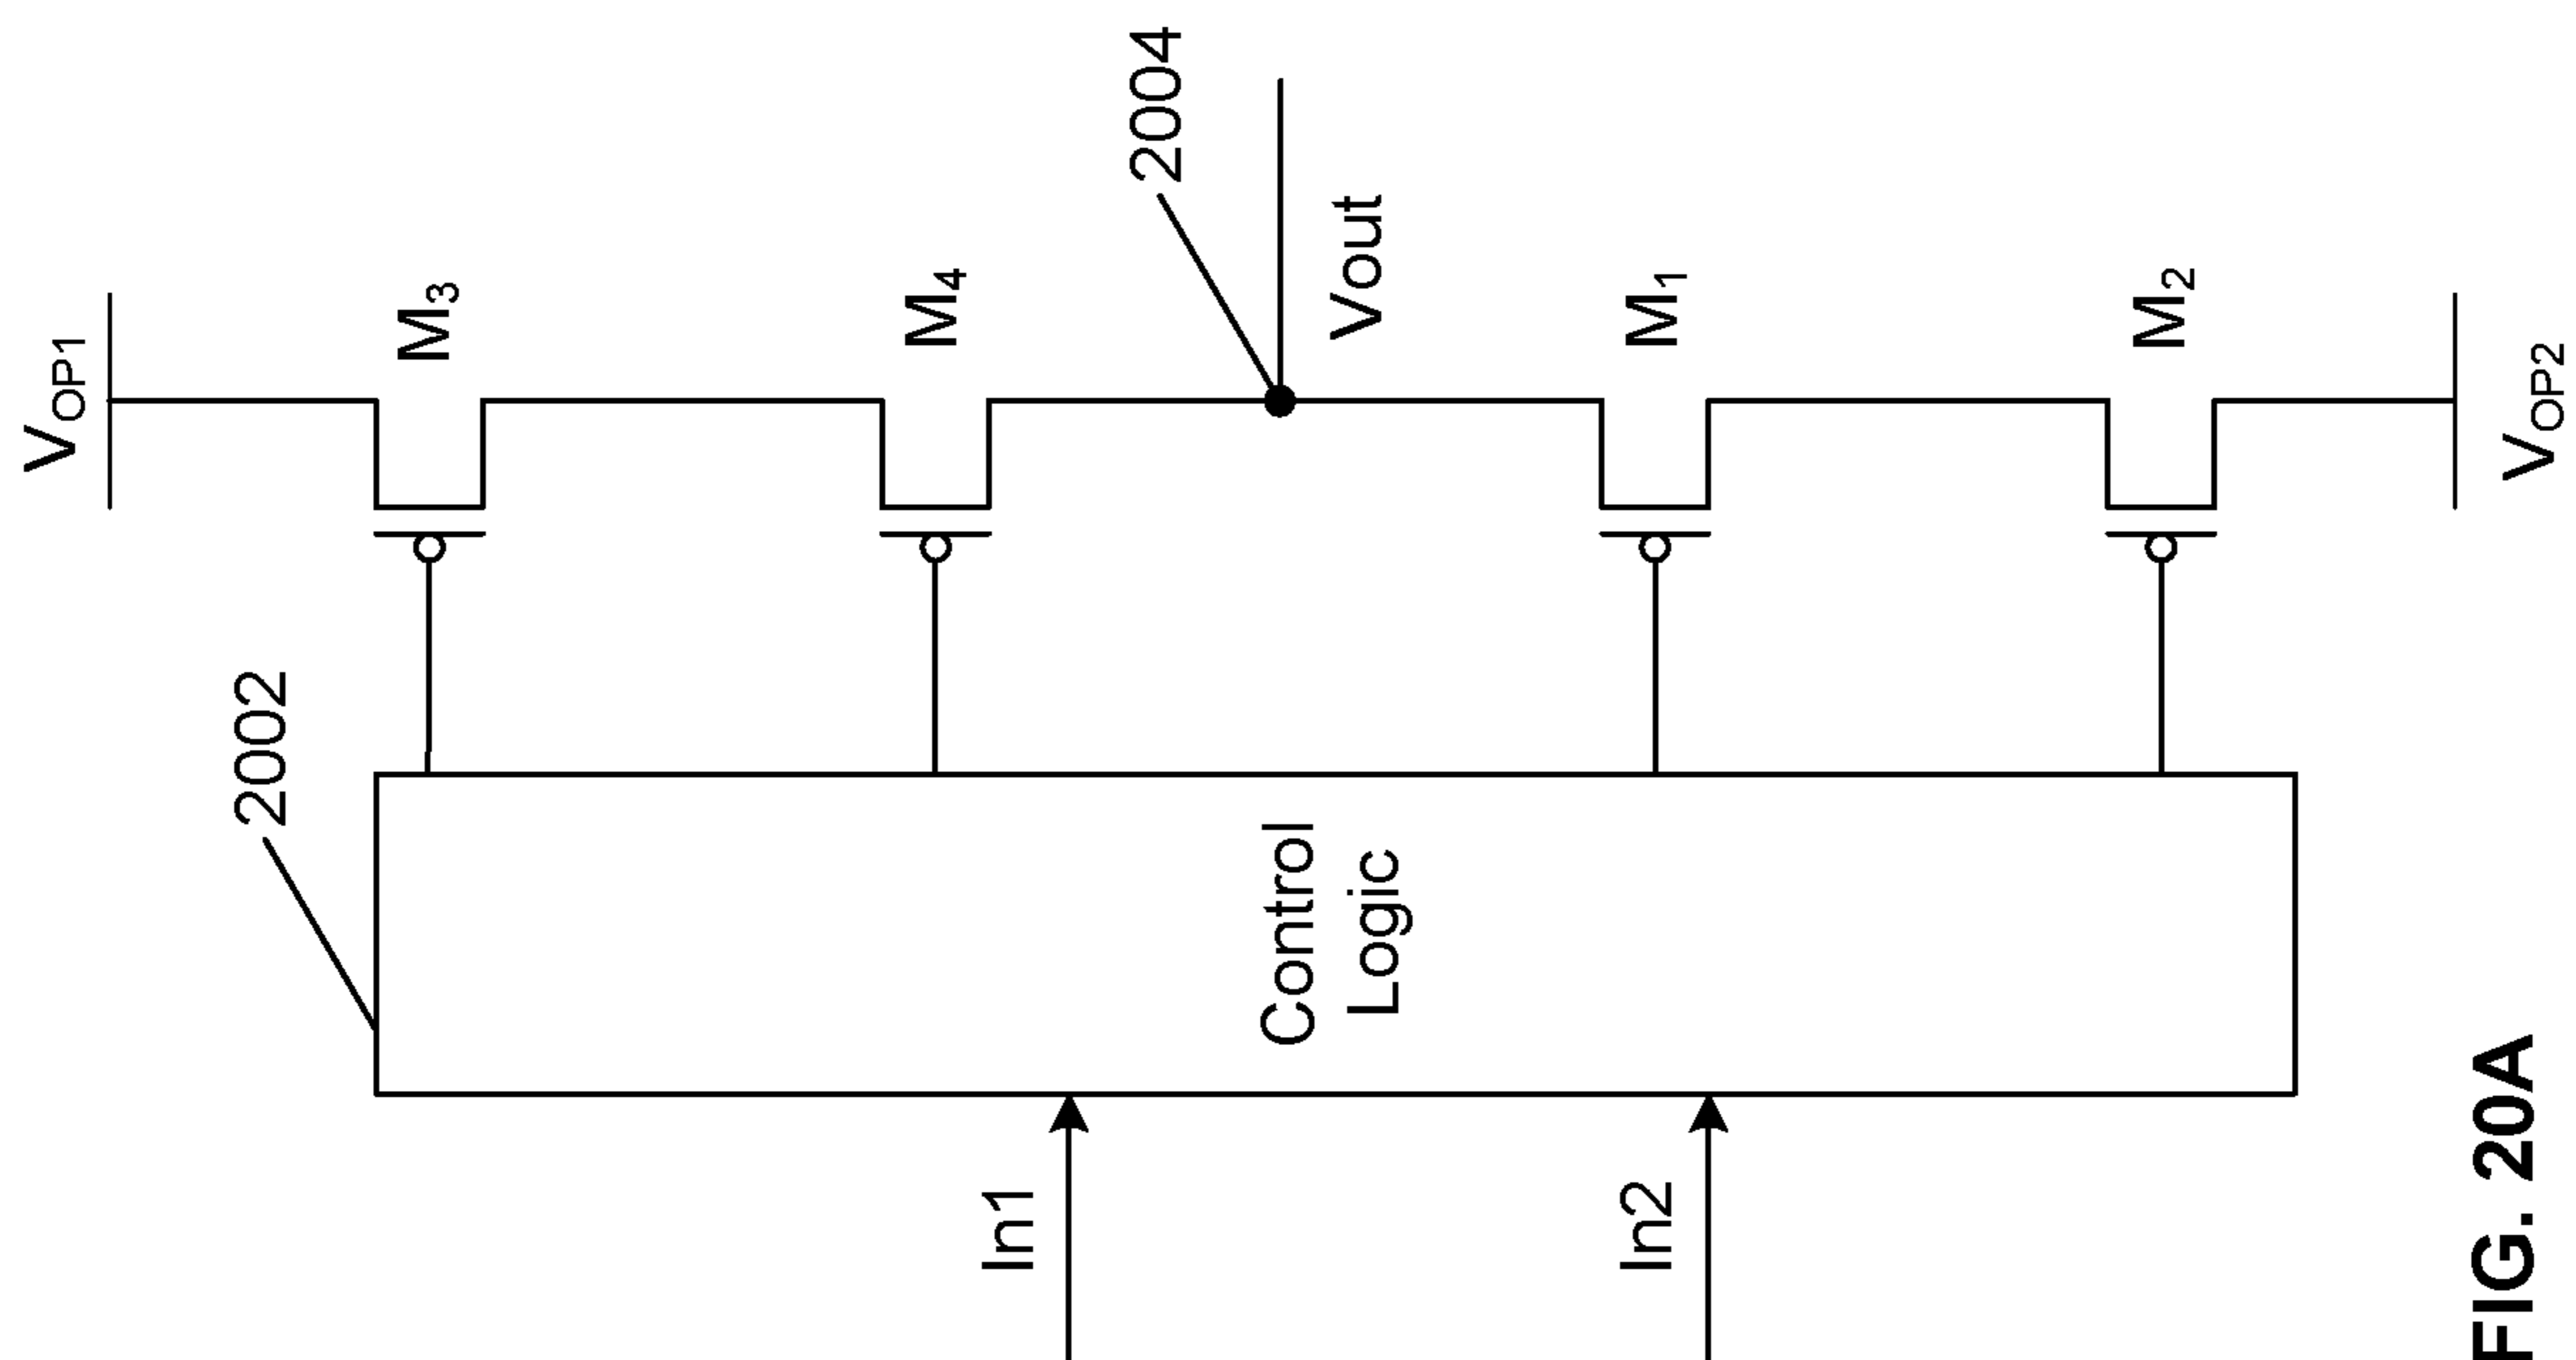 V_OP1
M_3
M_4
2004
Vout
M_1
M_2
V_OP2
2002
Control
Logic
In1
In2
FIG. 20A